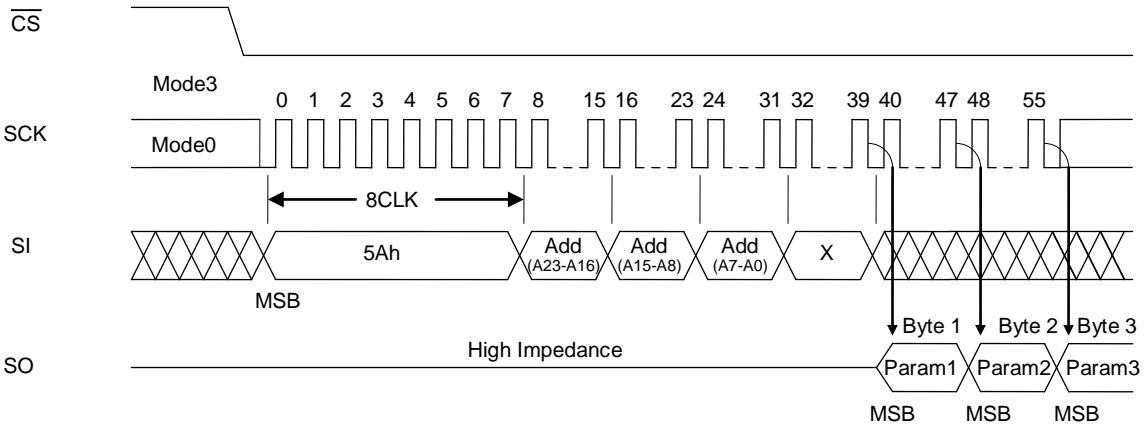 CS
Mode3
0 1 2 3 4 5 6 7 8 15 16 23 24 31 32 39 40 47 48 55
SCK
Mode0
8CLK
SI
5Ah
Add
(A23-A16)
Add
(A15-A8)
Add
(A7-A0)
X
MSB
Byte 1 Byte 2 Byte 3
High Impedance
SO
Param1 Param2 Param3
MSB MSB MSB